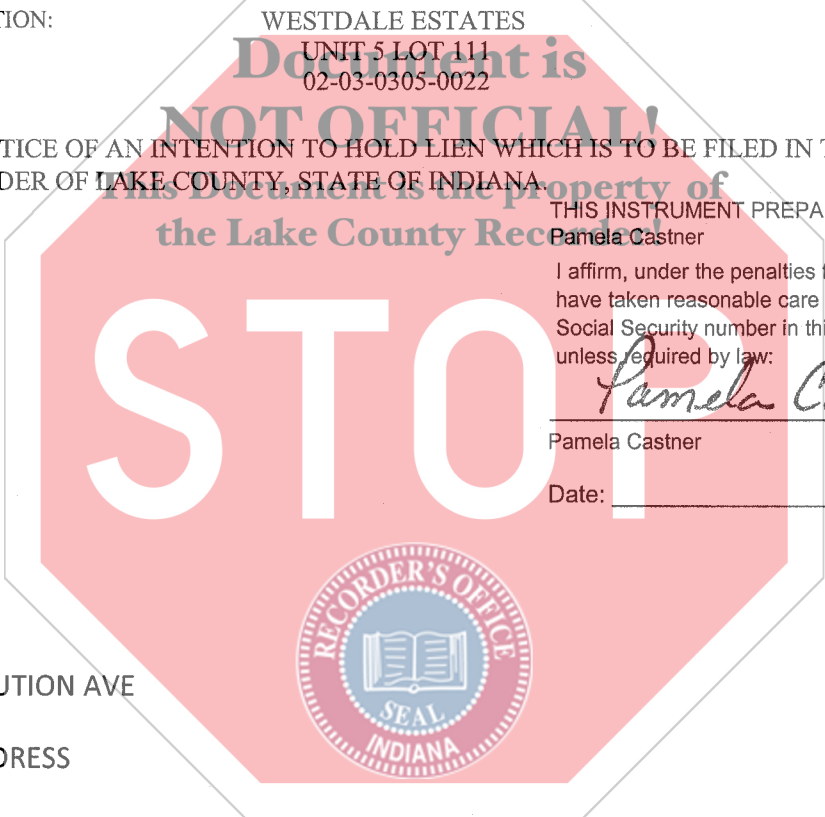 TION:
WESTDALE ESTATES
UNIT 5 LOT 111
02-03-0305-0022
Document is
NOT OFFICIAL!
TICE OF AN INTENTION TO HOLD LIEN WHICH IS TO BE FILED IN T
DER OF LAKE COUNTY, STATE OF INDIANA.
This Document is the property of
the Lake County Recorder!
THIS INSTRUMENT PREPA
Pamela Castner
I affirm, under the penalties f
have taken reasonable care
Social Security number in thi
unless required by law:
Pamela C
Pamela Castner
Date:
STOP
RECORDER'S OFFICE
SEAL
INDIANA
UTION AVE
DRESS